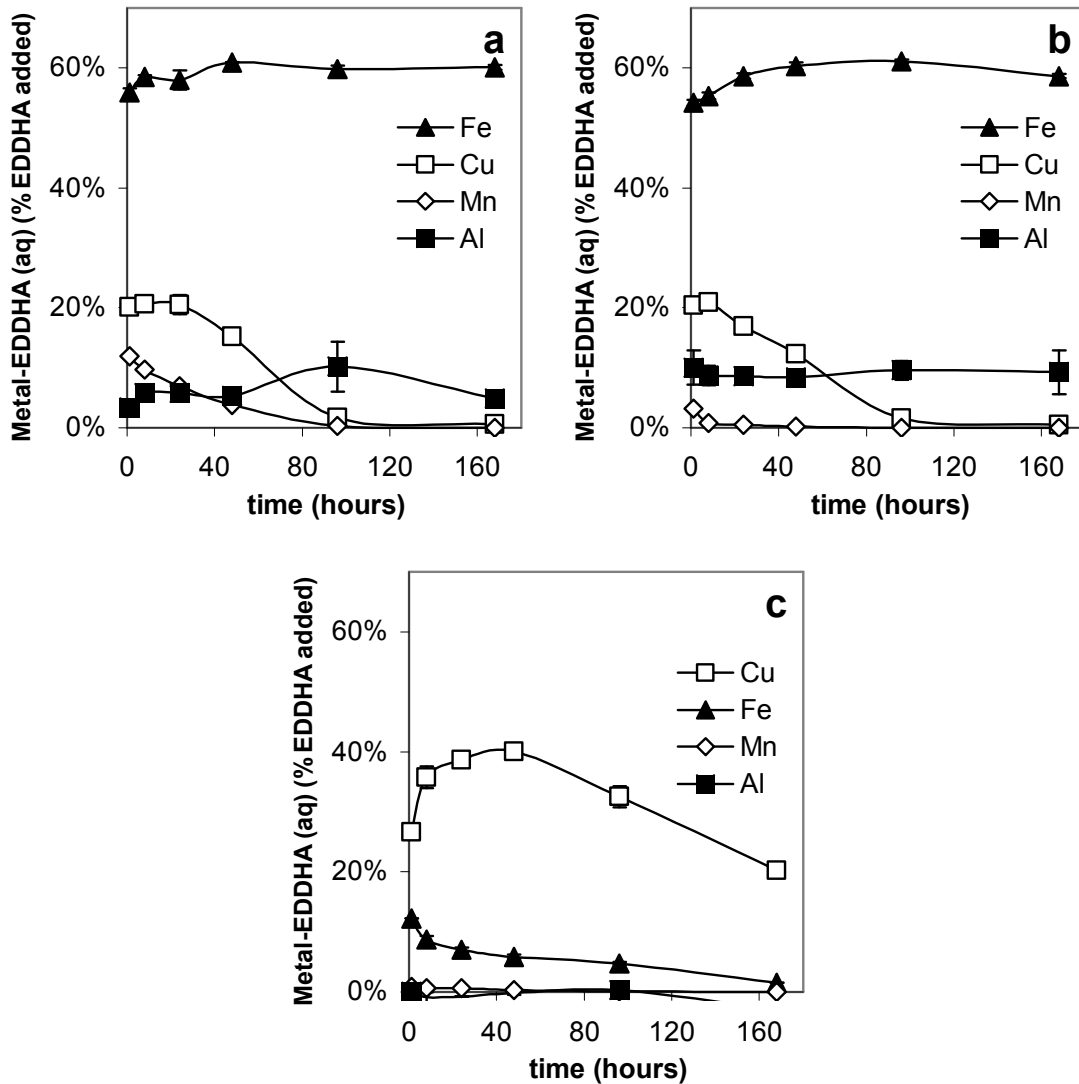 a
Metal-EDDHA (aq) (% EDDHA added)
60%
40%
20%
0%
Fe
Cu
Mn
Al
0 40 80 120 160
time (hours)
b
Metal-EDDHA (aq) (% EDDHA added)
60%
40%
20%
0%
Fe
Cu
Mn
Al
0 40 80 120 160
time (hours)
c
Metal-EDDHA (aq) (% EDDHA added)
60%
40%
20%
0%
Cu
Fe
Mn
Al
0 40 80 120 160
time (hours)